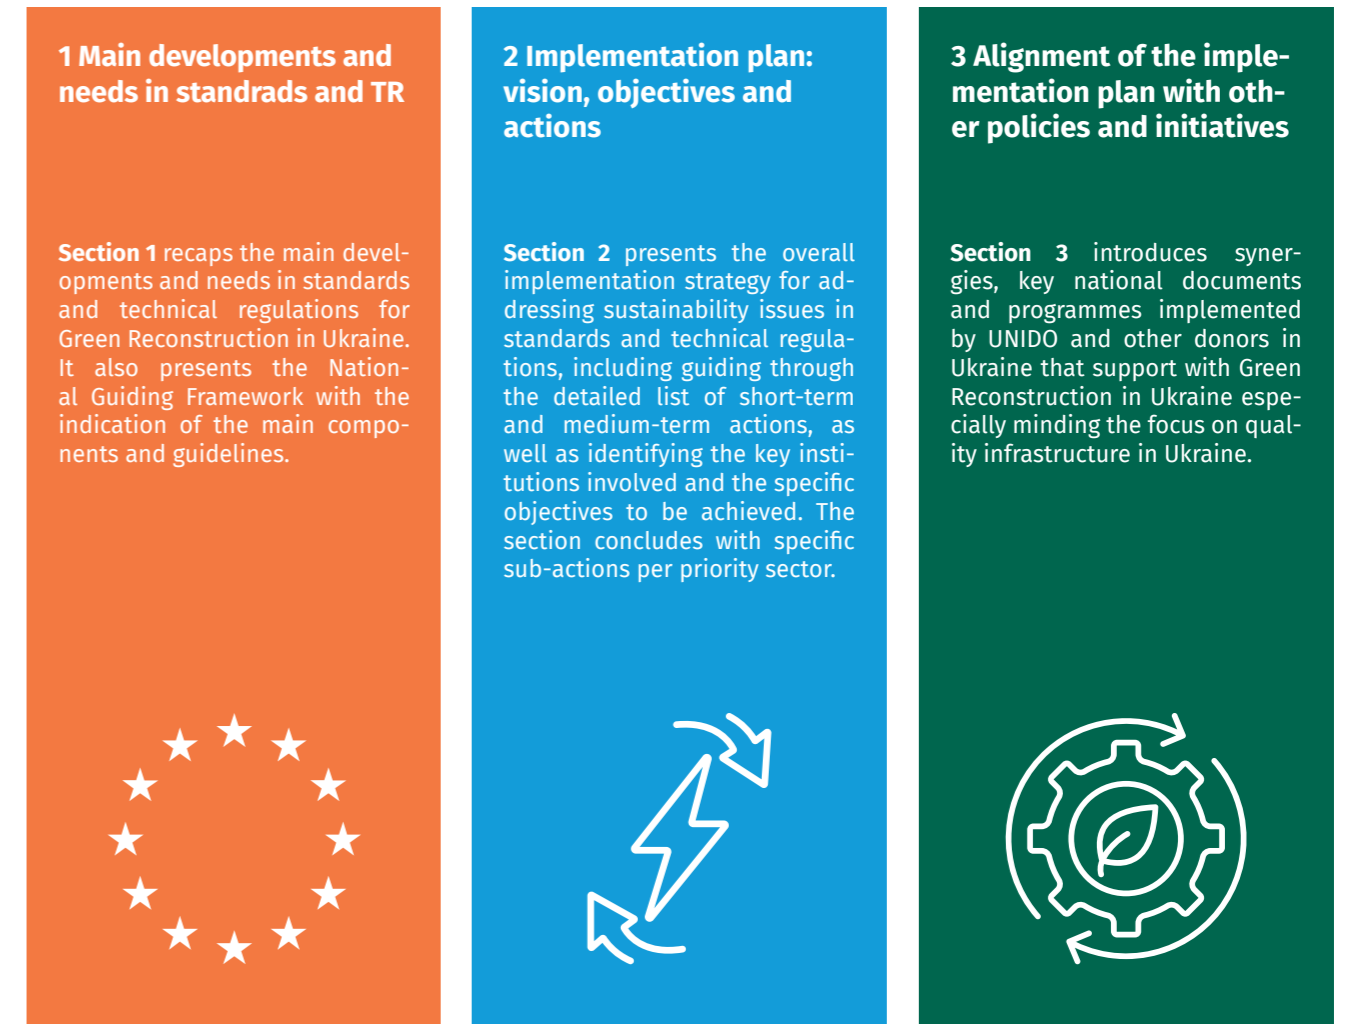 1 Main developments and
needs in standrads and TR
Section 1 recaps the main devel-
opments and needs in standards
and technical regulations for
Green Reconstruction in Ukraine.
It also presents the Nation-
al Guiding Framework with the
indication of the main compo-
nents and guidelines.
2 Implementation plan:
vision, objectives and
actions
Section 2 presents the overall
implementation strategy for ad-
dressing sustainability issues in
standards and technical regula-
tions, including guiding through
the detailed list of short-term
and medium-term actions, as
well as identifying the key insti-
tutions involved and the specific
objectives to be achieved. The
section concludes with specific
sub-actions per priority sector.
3 Alignment of the imple-
mentation plan with oth-
er policies and initiatives
Section 3 introduces syner-
gies, key national documents
and programmes implemented
by UNIDO and other donors in
Ukraine that support with Green
Reconstruction in Ukraine espe-
cially minding the focus on qual-
ity infrastructure in Ukraine.